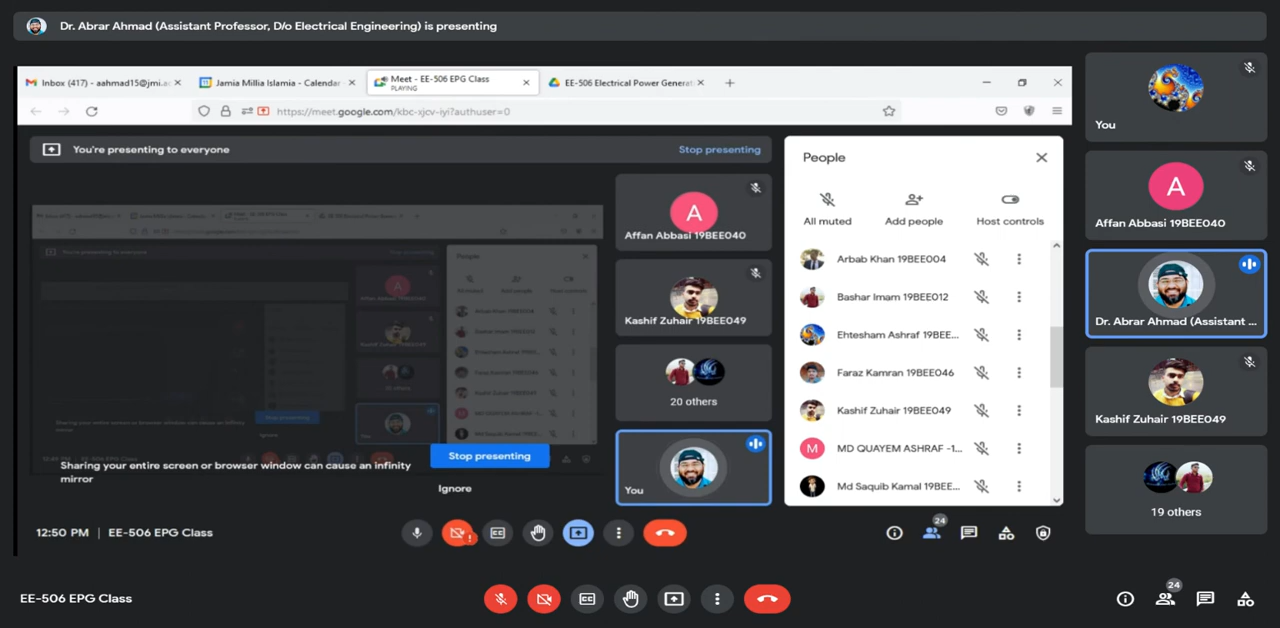 Dr. Abrar Ahmad (Assistant Professor, D/o Electrical Engineering) is presenting
Inbox (417) - aahmad15@jmi.ac
Jamia Millia Islamia - Calendar -
Meet - EE-506 EPG Class
PLAYING
EE-506 Electrical Power Generat
https://meet.google.com/kbc-xjcv-iyi?authuser=0
You're presenting to everyone
Stop presenting
Affan Abbasi 19BEE040
Kashif Zuhair 19BEE049
20 others
You
Sharing your entire screen or browser window can cause an infinity
mirror
Stop presenting
Ignore
People
All muted
Add people
Host controls
Arbab Khan 19BEE004
Bashar Imam 19BEE012
Ehtesham Ashraf 19BEE...
Faraz Kamran 19BEE046
Kashif Zuhair 19BEE049
MD QUAYEM ASHRAF -1...
Md Saquib Kamal 19BEE...
12:50 PM | EE-506 EPG Class
24
You
A
Affan Abbasi 19BEE040
Dr. Abrar Ahmad (Assistant ...
Kashif Zuhair 19BEE049
19 others
EE-506 EPG Class
24